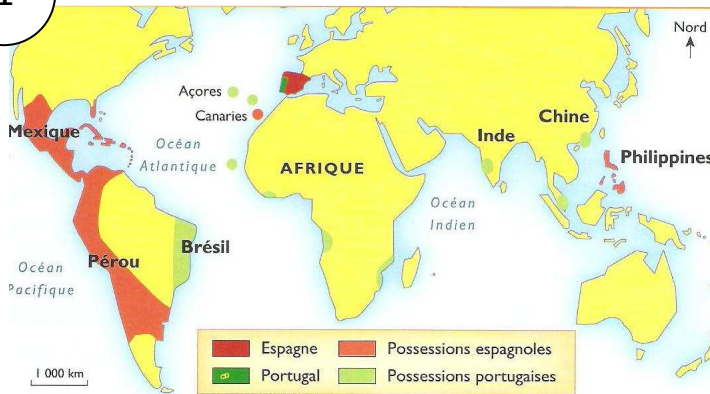 1
Nord
Açores
Canaries
Mexique
Océan
Atlantique
AFRIQUE
Inde
Chine
Philippines
Océan
Indien
Brésil
Pérou
Océan
Pacifique
Espagne
Possessions espagnoles
Portugal
Possessions portugaises
1 000 km